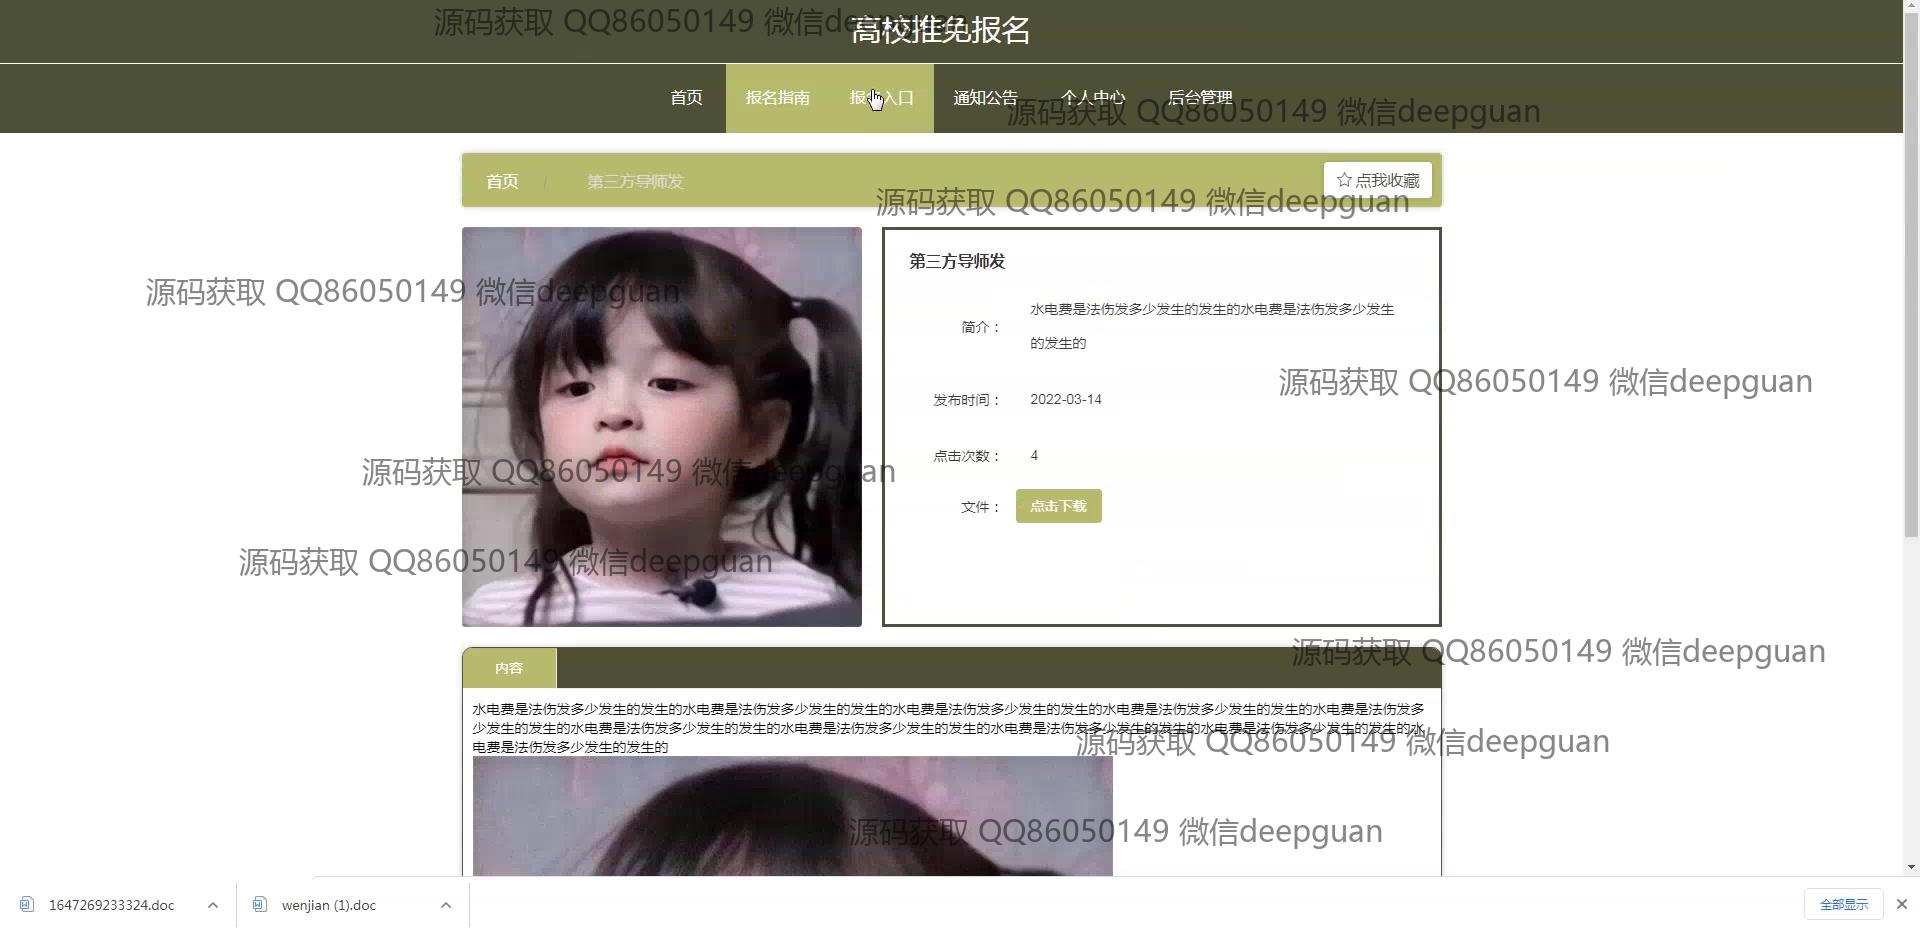 源码获取 QQ86050149 微信deepguan
高校推免报名
首页 报名指南 报名入口 通知公告 个人中心 后台管理
源码获取 QQ86050149 微信deepguan
首页 / 第三方导师发 ☆点我收藏
源码获取 QQ86050149 微信deepguan
第三方导师发
源码获取 QQ86050149 微信deepguan
简介： 水电费是法伤发多少发生的发生的水电费是法伤发多少发生
的发生的
源码获取 QQ86050149 微信deepguan
发布时间： 2022-03-14
点击次数： 4
源码获取 QQ86050149 微信deepguan
文件： 点击下载
源码获取 QQ86050149 微信deepguan
源码获取 QQ86050149 微信deepguan
内容
水电费是法伤发多少发生的发生的水电费是法伤发多少发生的发生的水电费是法伤发多少发生的发生的水电费是法伤发多少发生的发生的水电费是法伤发多
少发生的发生的水电费是法伤发多少发生的发生的水电费是法伤发多少发生的发生的水电费是法伤发多少发生的发生的水电费是法伤发多少发生的发生的水
电费是法伤发多少发生的发生的
源码获取 QQ86050149 微信deepguan
源码获取 QQ86050149 微信deepguan
1647269233324.doc wenjian (1).doc 全部显示